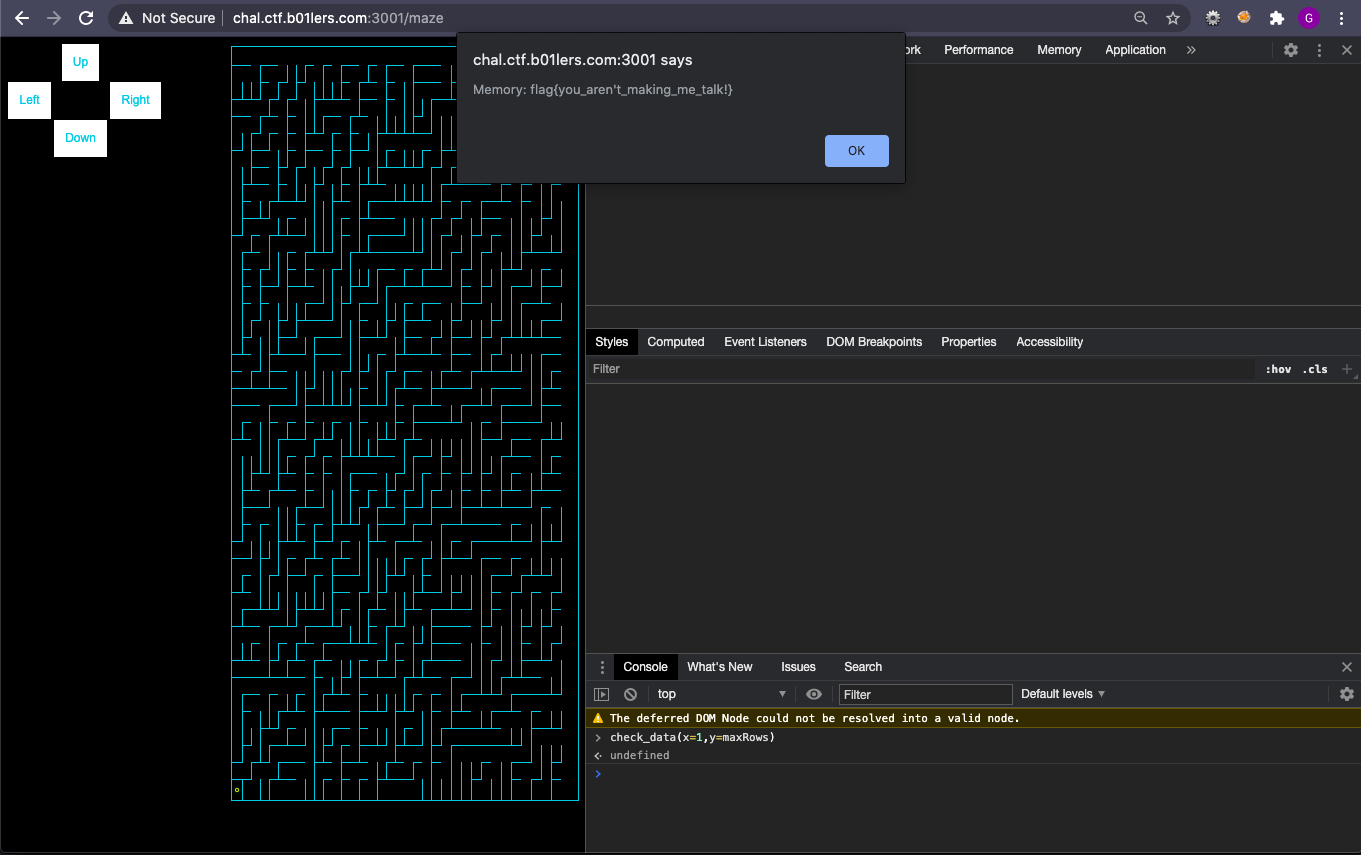 Not Secure chal.ctf.b01lers.com:3001/maze G
Up
Left Right
Down
chal.ctf.b01lers.com:3001 says
Memory: flag{you_aren't_making_me_talk!}
OK
Performance Memory Application »
Styles Computed Event Listeners DOM Breakpoints Properties Accessibility
Filter :hov .cls +
Console What's New Issues Search
top Filter Default levels
The deferred DOM Node could not be resolved into a valid node.
> check_data(x=1,y=maxRows)
undefined
>